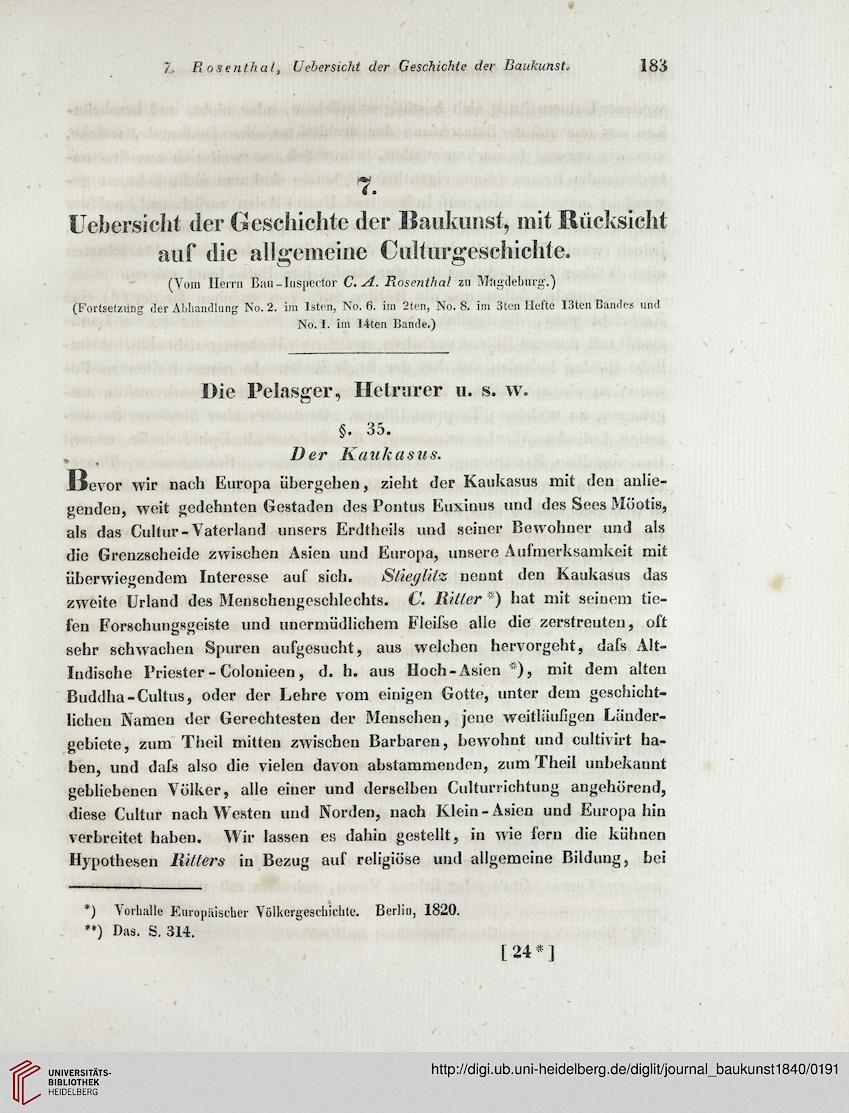 7. Rosenthal, Uebersicht der Geschichte der Baukunst. 183
7.
Uebersicht der Geschichte der Baukunst, mit Rücksicht
auf die allgemeine Culturgeschichte.
(Vom Herrn Bau-Inspector C. A. Rosenthal zu Magdeburg.)
(Fortsetzung der Abhandlung No. 2. im 1sten, No. 6. im 2ten, No. 8. im 3ten Hefte 13ten Bandes und
No. 1. im 14ten Bande.)
Die Pelasger, Hetrurer u. s. w.
§. 35.
Der Kaukasus.
Bevor wir nach Europa übergehen, zieht der Kaukasus mit den anlie-
genden, weit gedehnten Gestaden des Pontus Euxinus und des Sees Möotis,
als das Cultur-Vaterland unsers Erdtheils und seiner Bewohner und als
die Grenzscheide zwischen Asien und Europa, unsere Aufmerksamkeit mit
überwiegendem Interesse auf sich. Stieglitz nennt den Kaukasus das
zweite Urland des Menschengeschlechts. C. Ritter *) hat mit seinem tie-
fen Forschungsgeiste und unermüdlichem Fleiſse alle die zerstreuten, oft
sehr schwachen Spuren aufgesucht, aus welchen hervorgeht, daſs Alt-
Indische Priester-Colonieen, d. h. aus Hoch-Asien *), mit dem alten
Buddha-Cultus, oder der Lehre vom einigen Gotte, unter dem geschicht-
lichen Namen der Gerechtesten der Menschen, jene weitläufigen Länder-
gebiete, zum Theil mitten zwischen Barbaren, bewohnt und cultivirt ha-
ben, und daſs also die vielen davon abstammenden, zum Theil unbekannt
gebliebenen Völker, alle einer und derselben Culturrichtung angehörend,
diese Cultur nach Westen und Norden, nach Klein-Asien und Europa hin
verbreitet haben. Wir lassen es dahin gestellt, in wie fern die kühnen
Hypothesen Ritters in Bezug auf religiöse und allgemeine Bildung, bei
*) Vorhalle Europäischer Völkergeschichte. Berlin, 1820.
**) Das. S. 314.
[ 24 * ]
UNIVERSITÄTS-
BIBLIOTHEK
HEIDELBERG
http://digi.ub.uni-heidelberg.de/diglit/journal_baukunst1840/0191